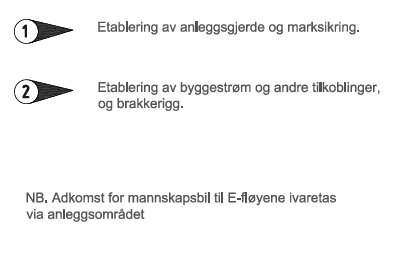 1 Etablering av anleggsgjerde og marksikring.
2 Etablering av byggestrøm og andre tilkoblinger,
og brakkerigg.
NB. Adkomst for mannskapsbil til E-fløyene ivaretas
via anleggsområdet